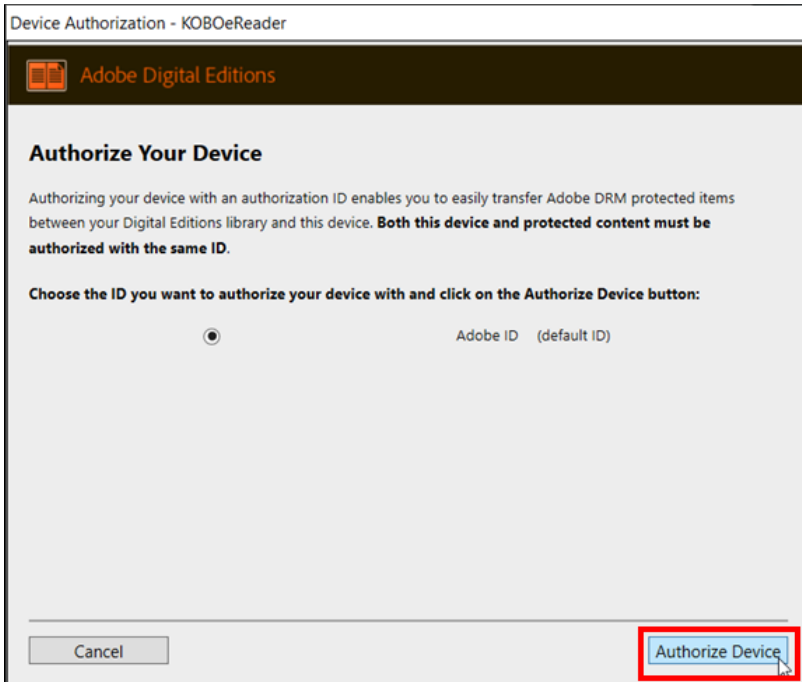 Device Authorization - KOBOeReader
Adobe Digital Editions
Authorize Your Device
Authorizing your device with an authorization ID enables you to easily transfer Adobe DRM protected items
between your Digital Editions library and this device. Both this device and protected content must be
authorized with the same ID.
Choose the ID you want to authorize your device with and click on the Authorize Device button:
Adobe ID (default ID)
Cancel Authorize Device